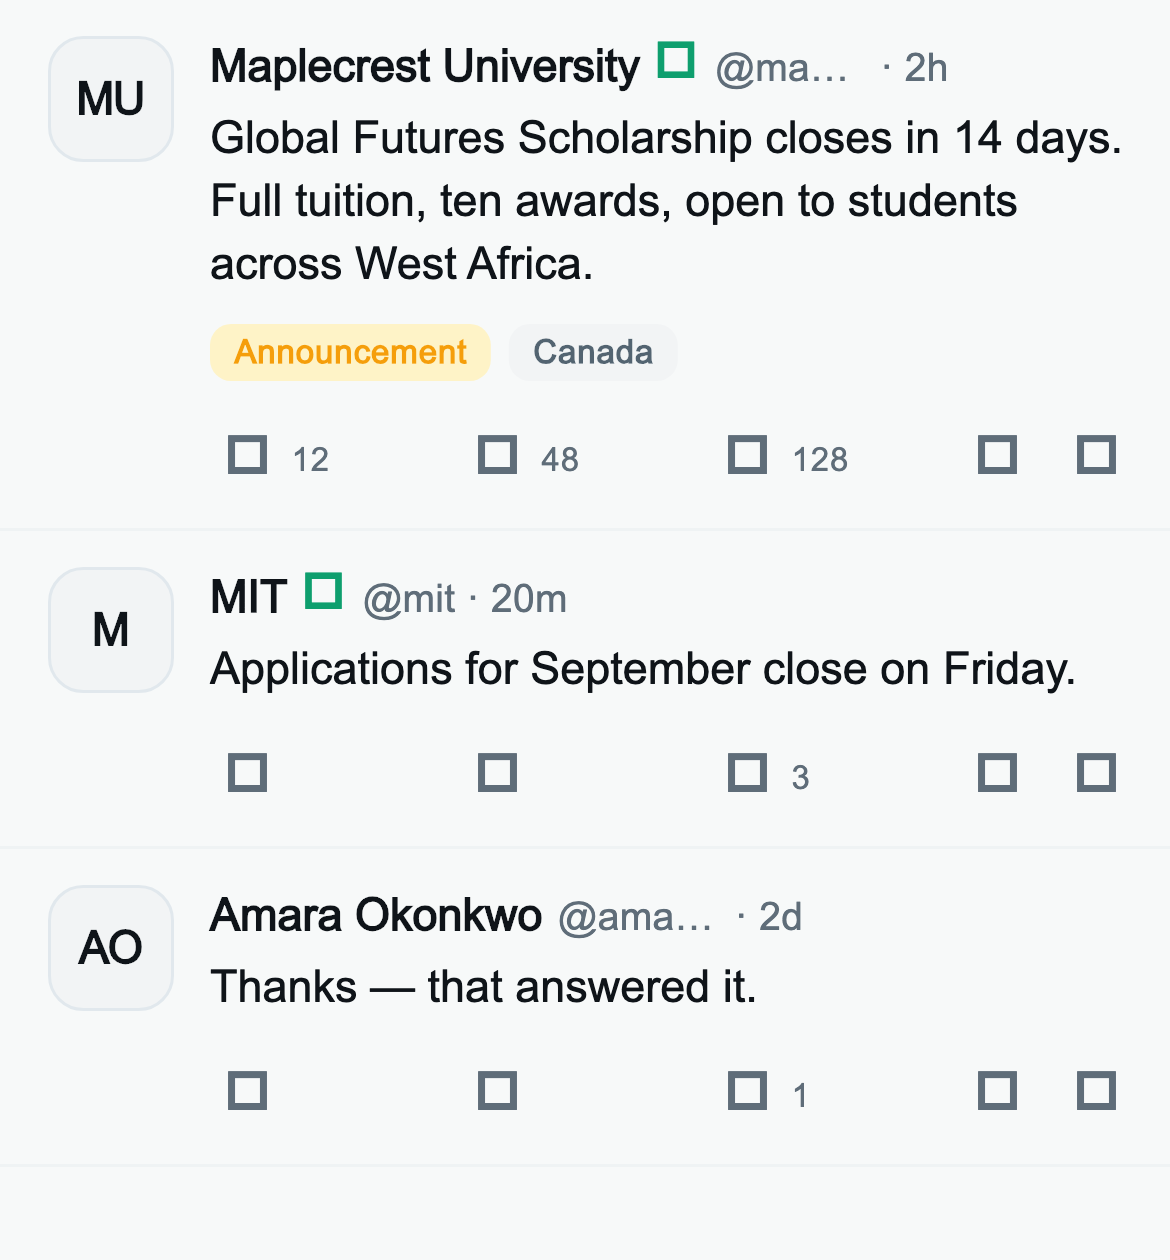 MU
Maplecrest University @ma… · 2h
Global Futures Scholarship closes in 14 days.
Full tuition, ten awards, open to students
across West Africa.
Announcement Canada
12 48 128
M
MIT @mit · 20m
Applications for September close on Friday.
3
AO
Amara Okonkwo @ama… · 2d
Thanks — that answered it.
1